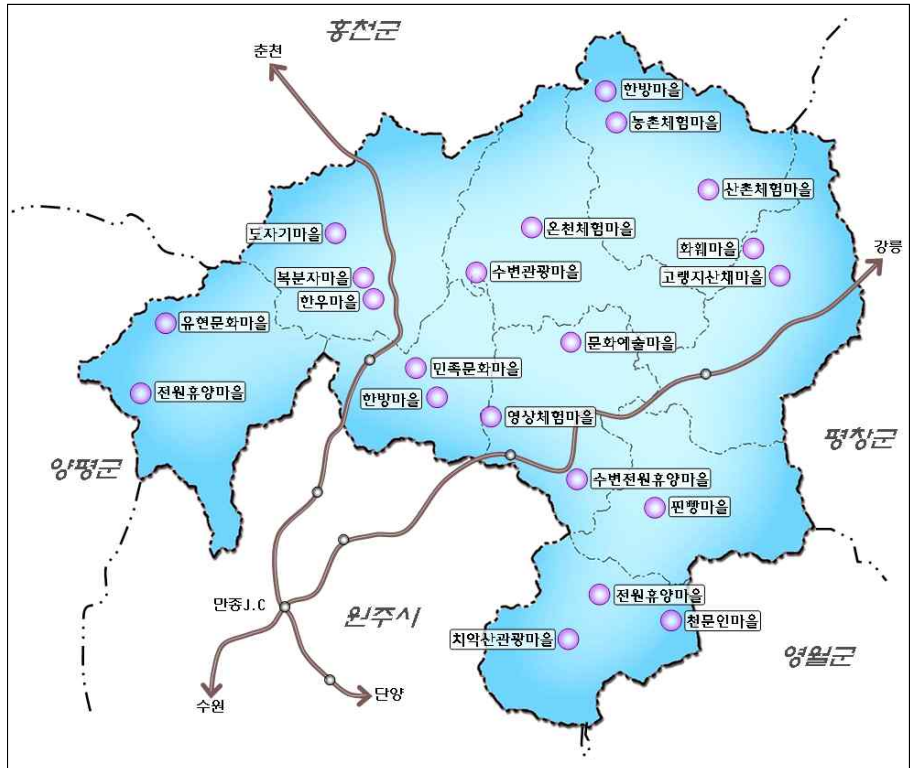 홍천군
춘천
한방마을
농촌체험마을
산촌체험마을
도자기마을
온천체험마을
화훼마을
강릉
수변관광마을
고랭지산채마을
복분자마을
한우마을
유현문화마을
문화예술마을
민족문화마을
전원휴양마을
한방마을
영상체험마을
평창군
양평군
수변전원휴양마을
찐빵마을
만종J.C
원주시
전원휴양마을
천문인마을
치악산관광마을
영월군
수원
단양